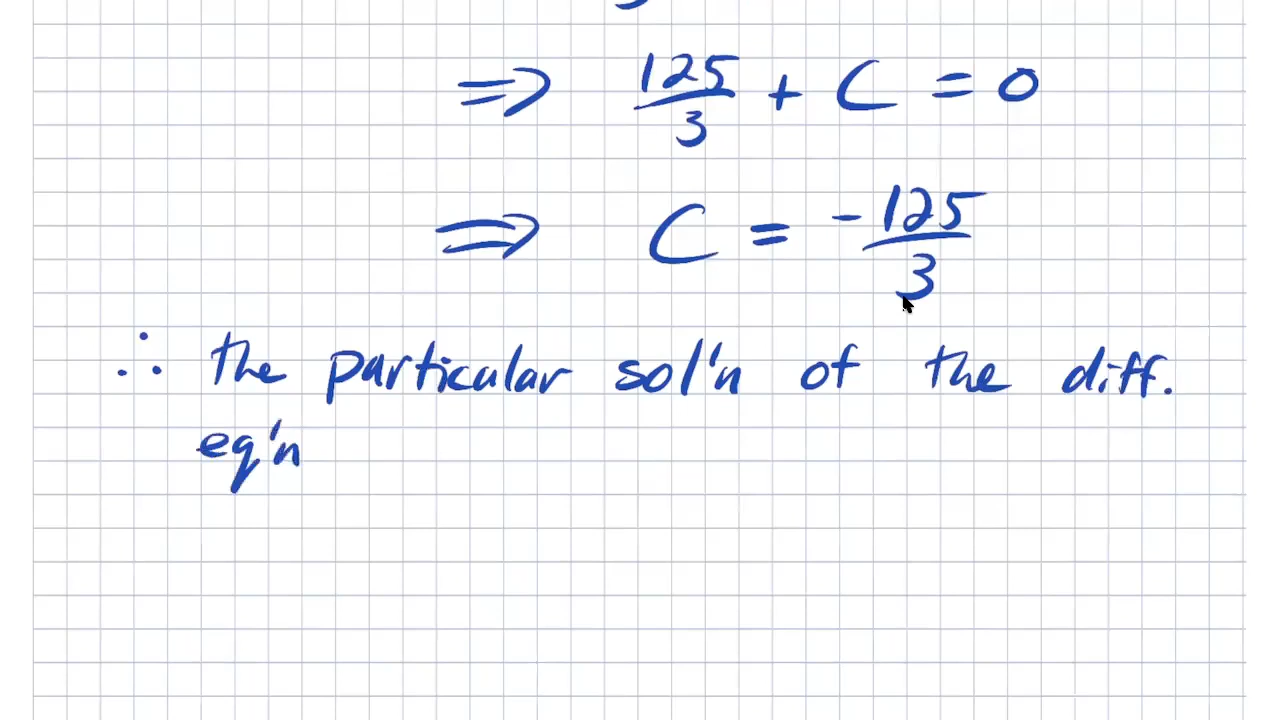 ⇒ 125/3 + C = 0
⇒ C = -125/3
∴ the particular sol'n of the diff.
eq'n